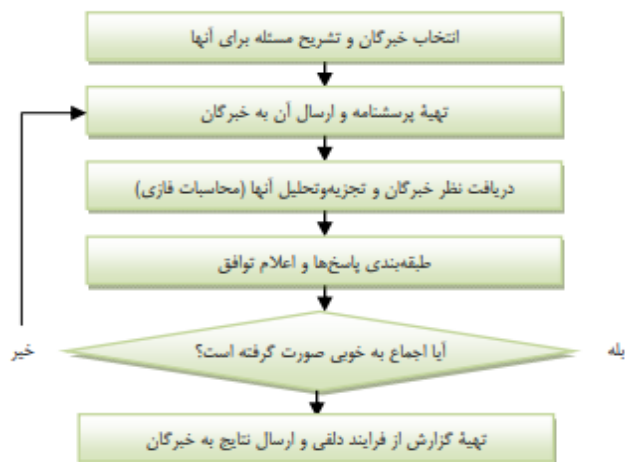 انتخاب خبرگان و تشریح مسئله برای آنها
تهیهٔ پرسشنامه و ارسال آن به خبرگان
دریافت نظر خبرگان و تجزیه‌وتحلیل آنها (محاسبات فازی)
طبقه‌بندی پاسخ‌ها و اعلام توافق
آیا اجماع به خوبی صورت گرفته است؟
بله
خیر
تهیهٔ گزارش از فرایند دلفی و ارسال نتایج به خبرگان